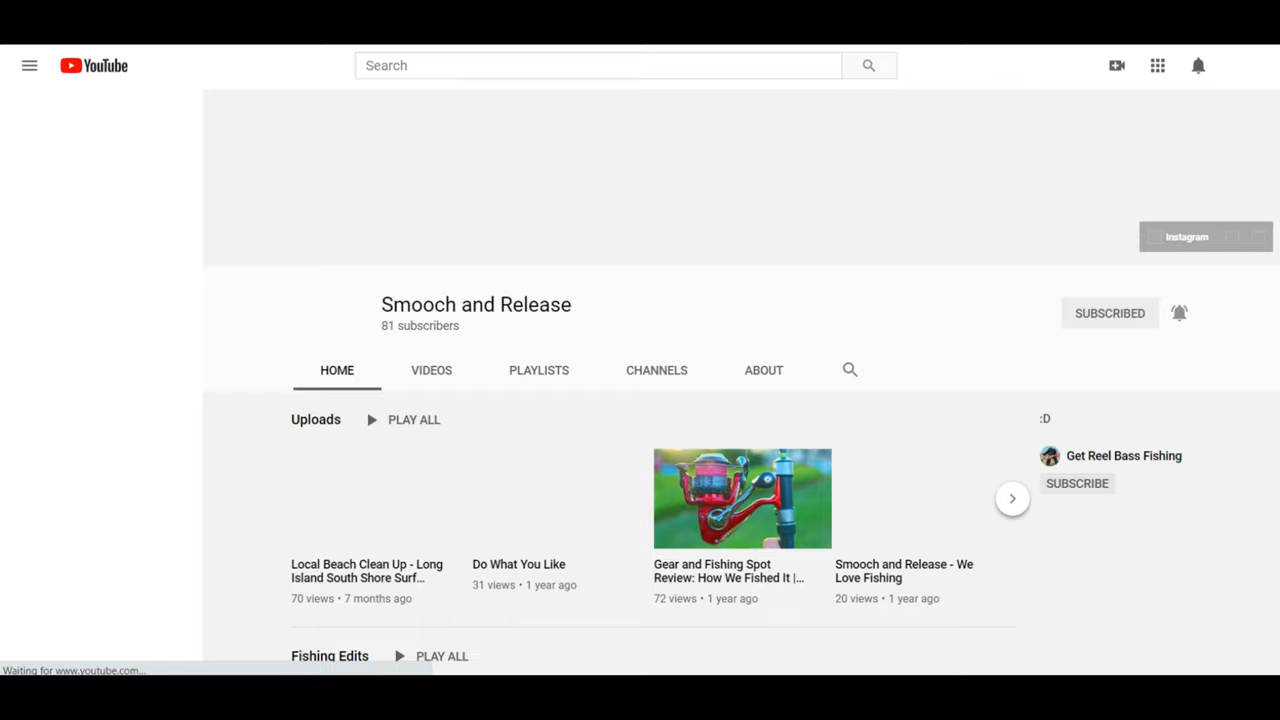 YouTube
Search
Instagram
Smooch and Release
81 subscribers
SUBSCRIBED
HOME VIDEOS PLAYLISTS CHANNELS ABOUT
Uploads PLAY ALL
:D
Get Reel Bass Fishing
SUBSCRIBE
Local Beach Clean Up - Long
Island South Shore Surf...
70 views • 7 months ago
Do What You Like
31 views • 1 year ago
Gear and Fishing Spot
Review: How We Fished It |...
72 views • 1 year ago
Smooch and Release - We
Love Fishing
20 views • 1 year ago
Fishing Edits PLAY ALL
Waiting for www.youtube.com...